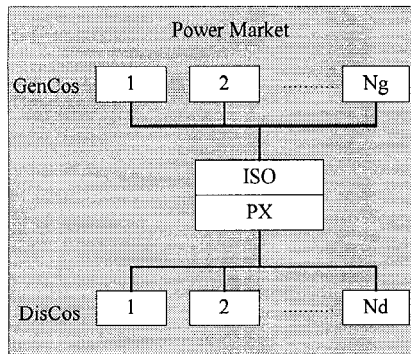 Power Market
GenCos 1 2 ........ Ng
ISO
PX
DisCos 1 2 ........ Nd